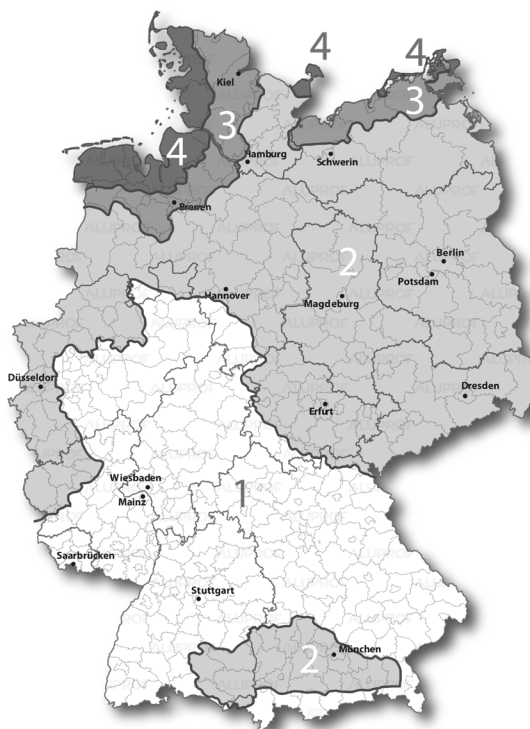 4
4
Kiel
3
3
Hamburg
4
Schwerin
Bremen
2
Berlin
Potsdam
Hannover
Magdeburg
Düsseldorf
Dresden
Erfurt
Wiesbaden
1
Mainz
Saarbrücken
Stuttgart
München
2
ALUPROF